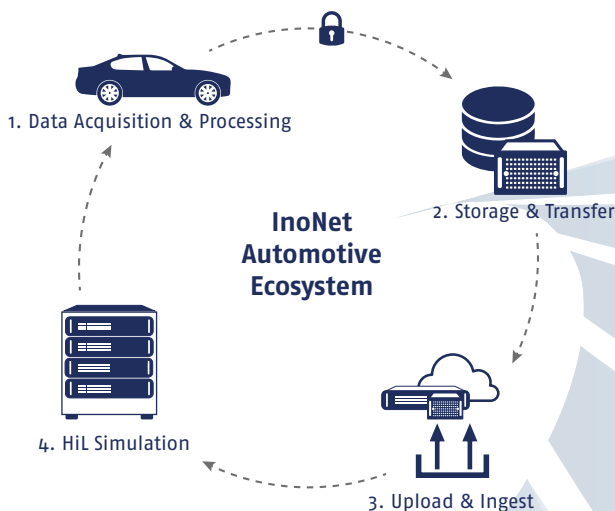 1. Data Acquisition & Processing
2. Storage & Transfer
InoNet
Automotive
Ecosystem
4. HiL Simulation
3. Upload & Ingest